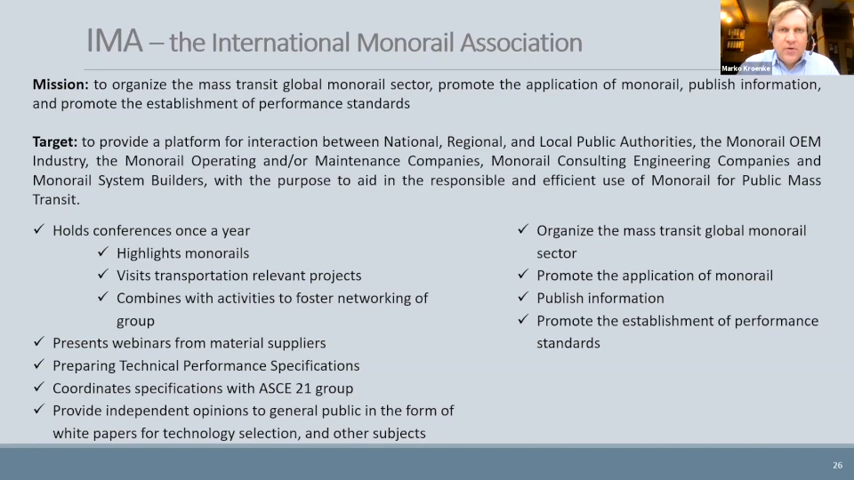 IMA – the International Monorail Association
Marko Kroenke
Mission: to organize the mass transit global monorail sector, promote the application of monorail, publish information,
and promote the establishment of performance standards
Target: to provide a platform for interaction between National, Regional, and Local Public Authorities, the Monorail OEM
Industry, the Monorail Operating and/or Maintenance Companies, Monorail Consulting Engineering Companies and
Monorail System Builders, with the purpose to aid in the responsible and efficient use of Monorail for Public Mass
Transit.
✓ Holds conferences once a year
✓ Highlights monorails
✓ Visits transportation relevant projects
✓ Combines with activities to foster networking of
group
✓ Presents webinars from material suppliers
✓ Preparing Technical Performance Specifications
✓ Coordinates specifications with ASCE 21 group
✓ Provide independent opinions to general public in the form of
white papers for technology selection, and other subjects
✓ Organize the mass transit global monorail
sector
✓ Promote the application of monorail
✓ Publish information
✓ Promote the establishment of performance
standards
26